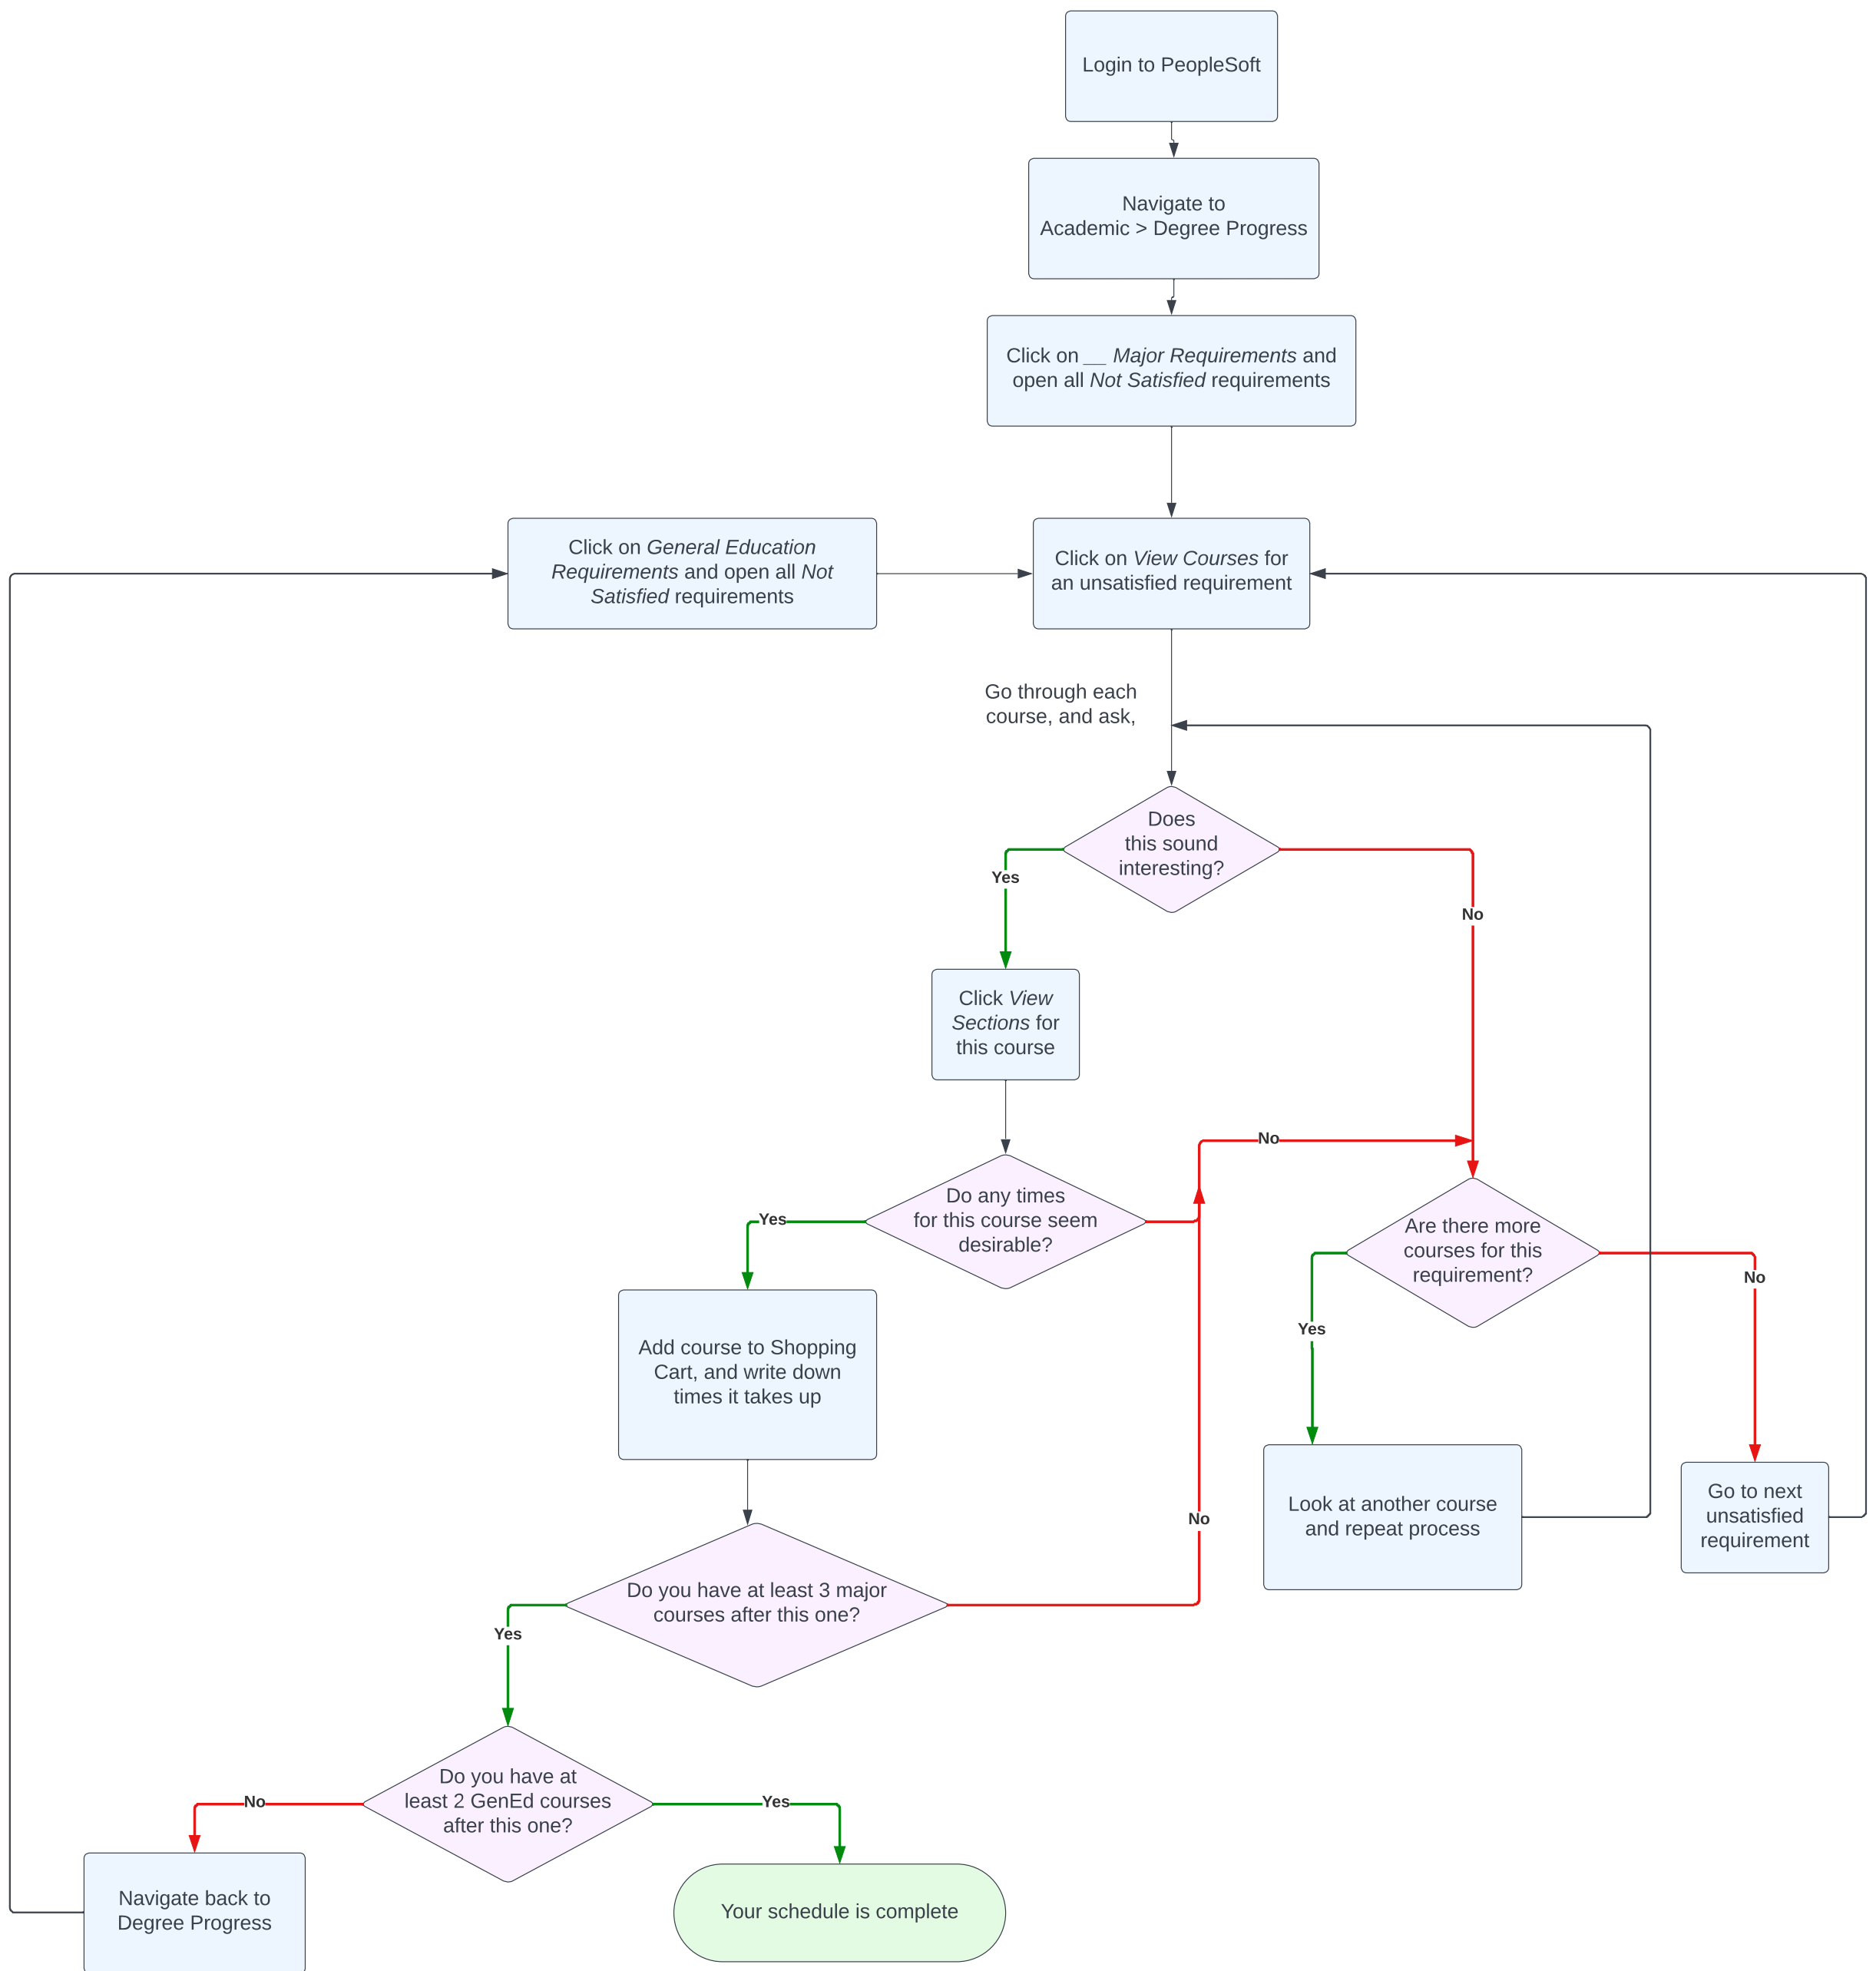 Login to PeopleSoft
Navigate to
Academic > Degree Progress
Click on __ Major Requirements and
open all Not Satisfied requirements
Click on General Education
Requirements and open all Not
Satisfied requirements
Click on View Courses for
an unsatisfied requirement
Go through each
course, and ask,
Does
this sound
interesting?
Yes
No
Click View
Sections for
this course
No
Do any times
for this course seem
desirable?
Yes
Are there more
courses for this
requirement?
Yes
No
Add course to Shopping
Cart, and write down
times it takes up
Look at another course
and repeat process
Go to next
unsatisfied
requirement
No
Do you have at least 3 major
courses after this one?
Yes
Do you have at
least 2 GenEd courses
after this one?
No
Yes
Navigate back to
Degree Progress
Your schedule is complete